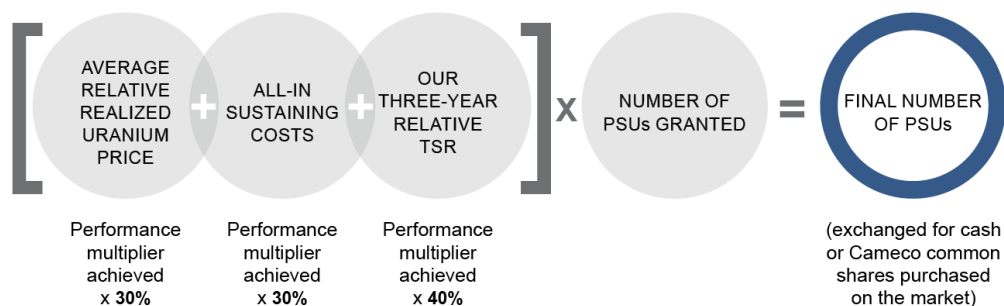 AVERAGE
RELATIVE
REALIZED
URANIUM
PRICE
+
ALL-IN
SUSTAINING
COSTS
+
OUR
THREE-YEAR
RELATIVE
TSR
x
NUMBER OF
PSUs GRANTED
=
FINAL NUMBER
OF PSUs
Performance
multiplier
achieved
x 30%
Performance
multiplier
achieved
x 30%
Performance
multiplier
achieved
x 40%
(exchanged for cash
or Cameco common
shares purchased
on the market)